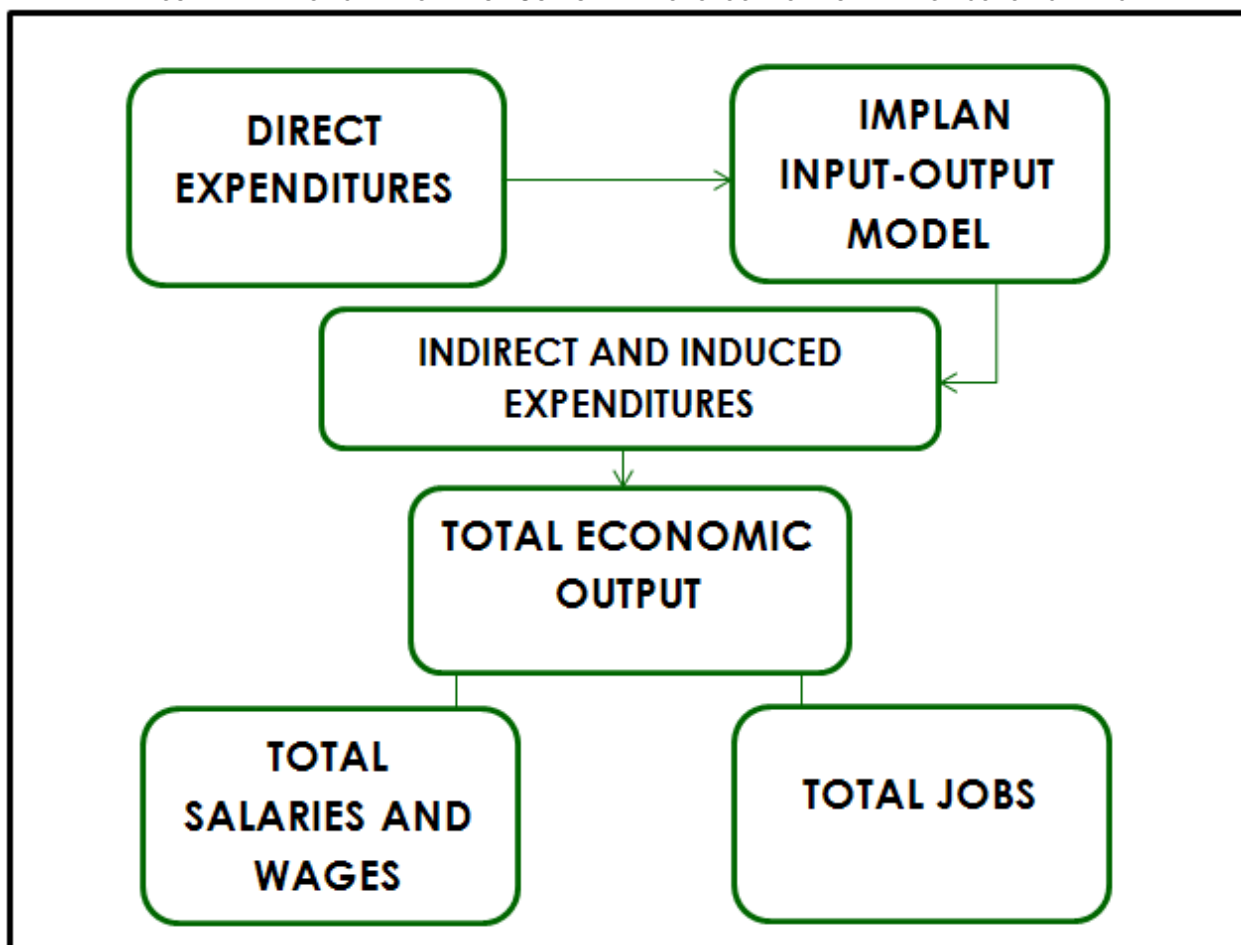 DIRECT
EXPENDITURES
IMPLAN
INPUT-OUTPUT
MODEL
INDIRECT AND INDUCED
EXPENDITURES
TOTAL ECONOMIC
OUTPUT
TOTAL
SALARIES AND
WAGES
TOTAL JOBS